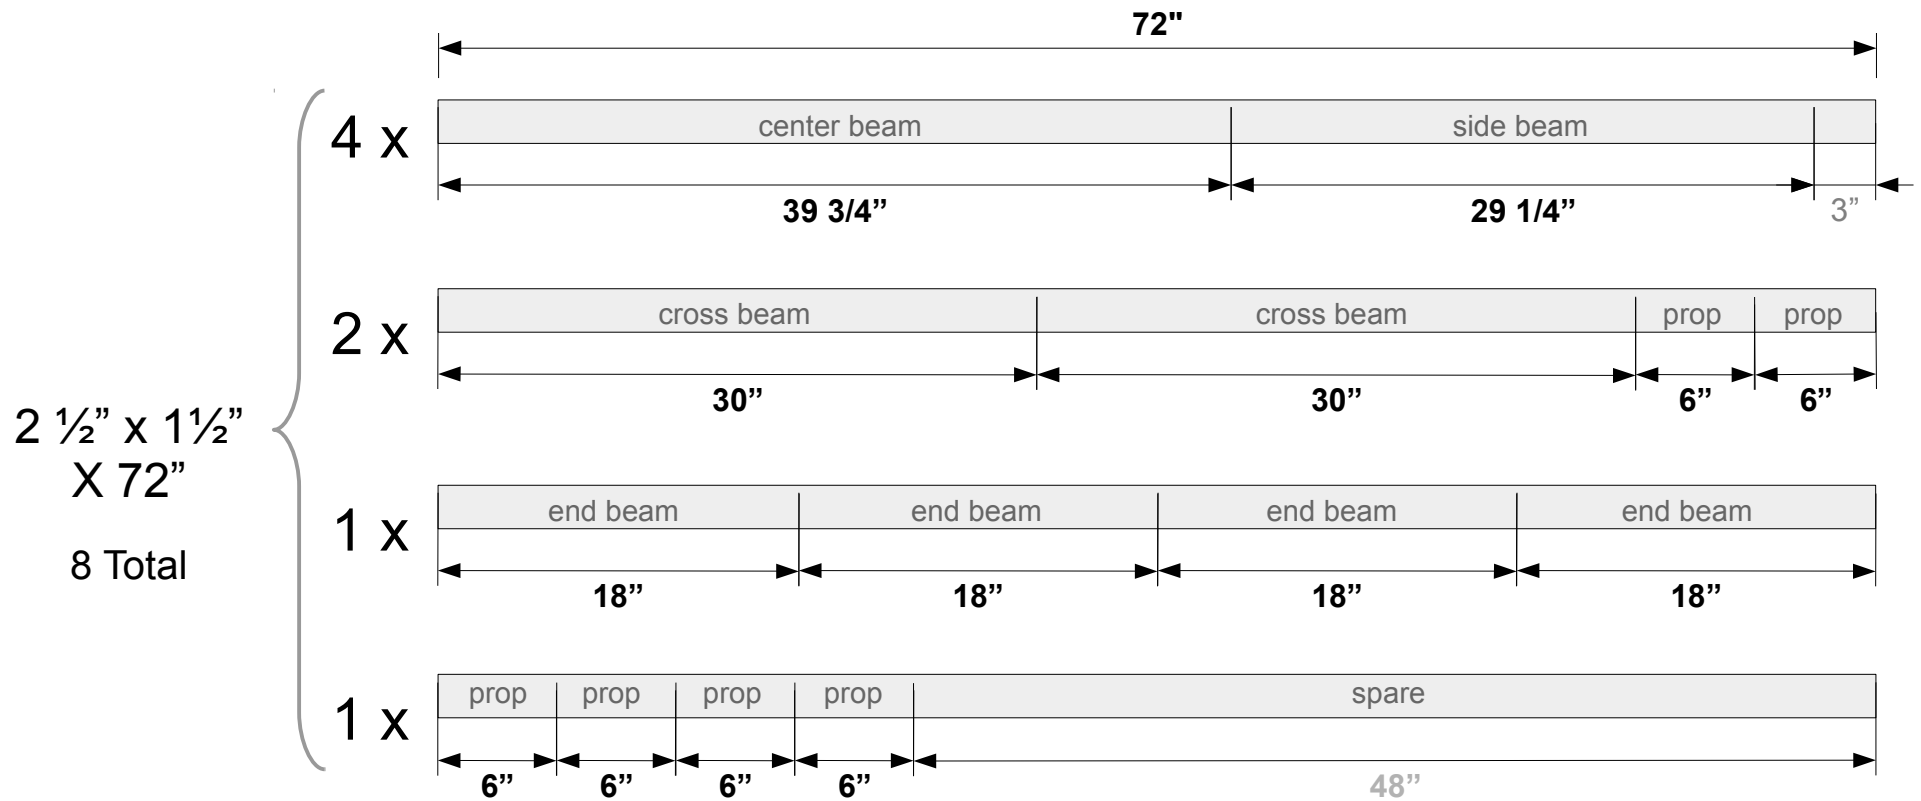 72"
4 x
center beam
side beam
39 3/4”
29 1/4”
3”
2 x
cross beam
cross beam
prop
prop
30”
30”
6”
6”
2 ½” x 1½”
X 72”
8 Total
1 x
end beam
end beam
end beam
end beam
18”
18”
18”
18”
1 x
prop
prop
prop
prop
spare
6”
6”
6”
6”
48”